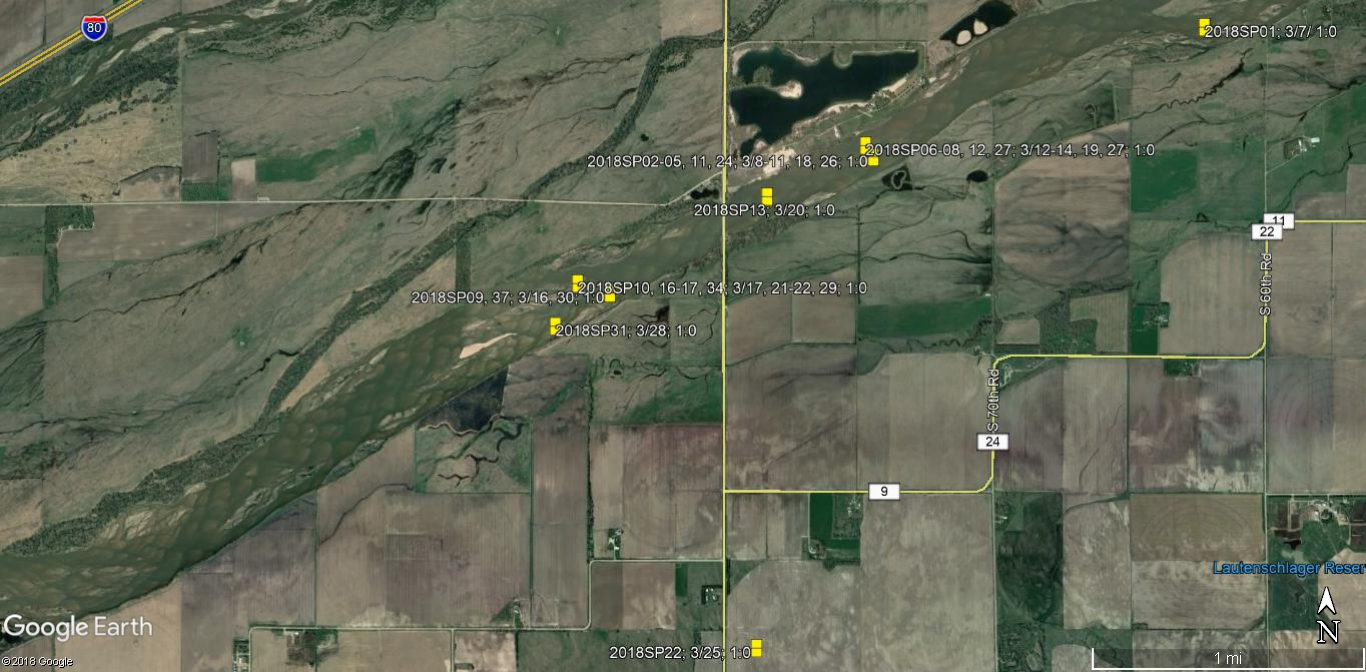 80
2018SP01; 3/7/ 1:0
2018SP06-08, 12, 27; 3/12-14, 19, 27; 1:0
2018SP02-05, 11, 24; 3/8-11, 18, 26; 1:0
2018SP13; 3/20; 1:0
11
22
S 60th Rd
2018SP10, 16-17, 34; 3/17, 21-22, 29; 1:0
2018SP09, 37; 3/16, 30; 1:0
2018SP31; 3/28; 1:0
S 70th Rd
24
9
Lautenschlager Reser
Google Earth
N
2018SP22; 3/25; 1:0
1 mi
© 2018 Google